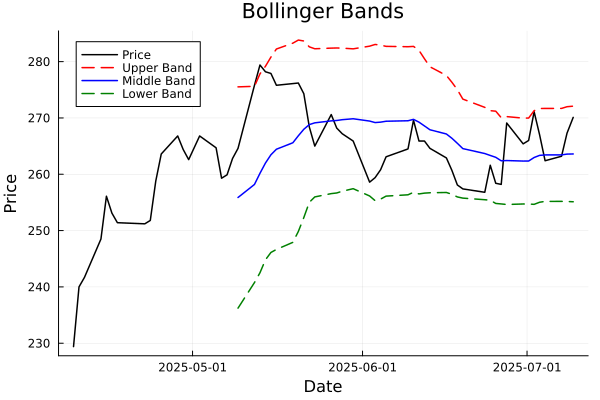 Bollinger Bands
Price
Upper Band
Middle Band
Lower Band
280
270
260
250
240
230
Price
2025-05-01 2025-06-01 2025-07-01
Date